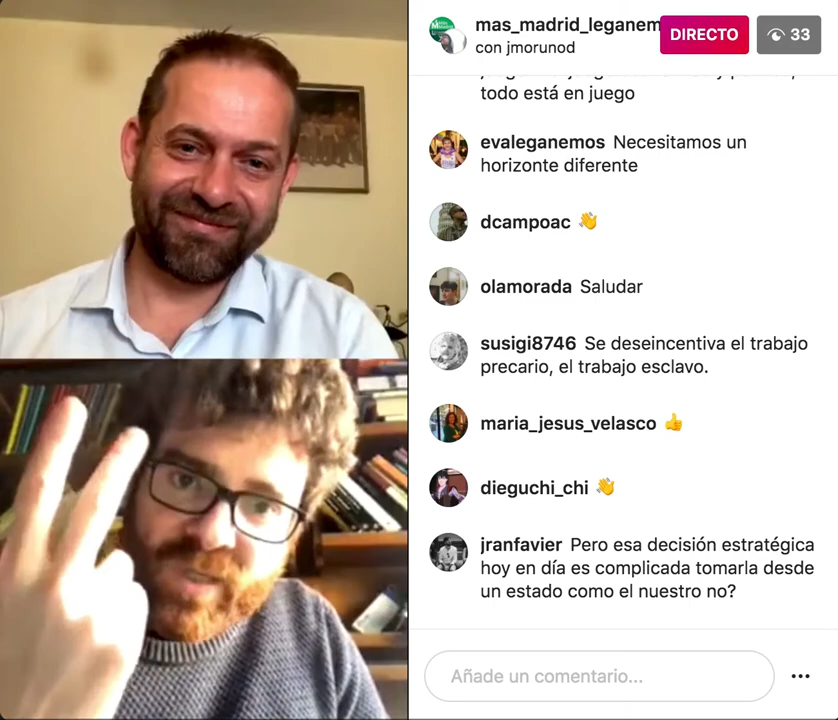 mas_madrid_leganem
DIRECTO
33
con jmorunod
todo está en juego
evaleganemos Necesitamos un
horizonte diferente
dcampoac 👋
olamorada Saludar
susigi8746 Se deseincentiva el trabajo
precario, el trabajo esclavo.
maria_jesus_velasco 👍
dieguchi_chi 👋
jranfavier Pero esa decisión estratégica
hoy en día es complicada tomarla desde
un estado como el nuestro no?
Añade un comentario...